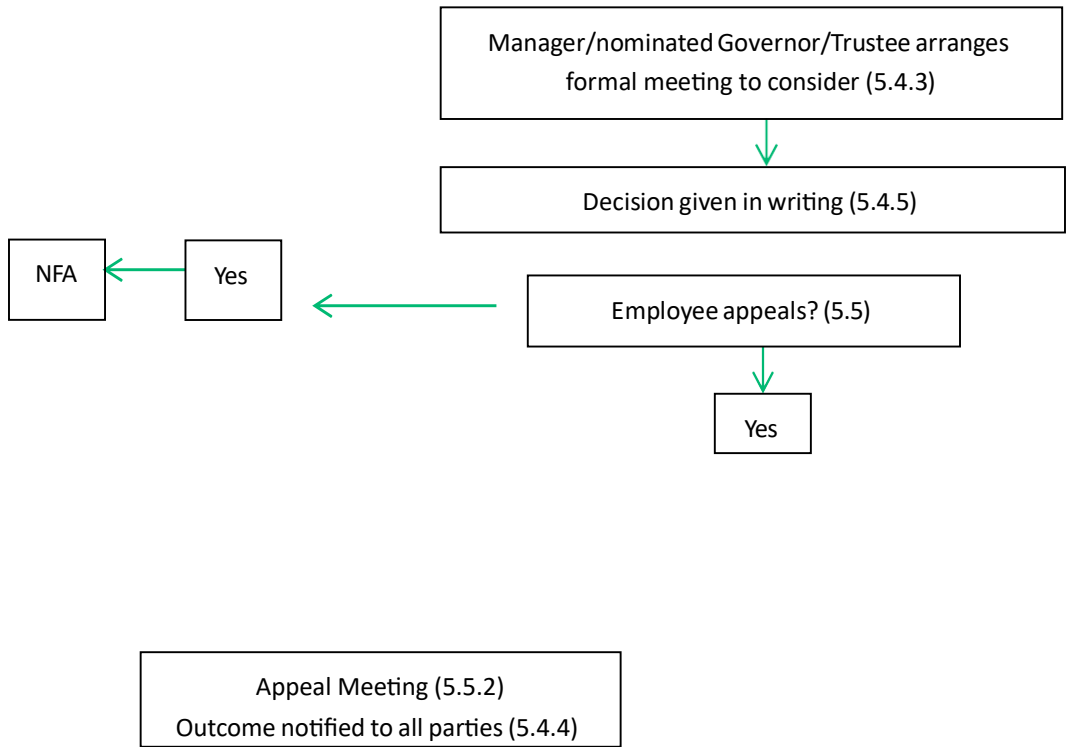 Manager/nominated Governor/Trustee arranges
formal meeting to consider (5.4.3)
Decision given in writing (5.4.5)
NFA
Yes
Employee appeals? (5.5)
Yes
Appeal Meeting (5.5.2)
Outcome notified to all parties (5.4.4)